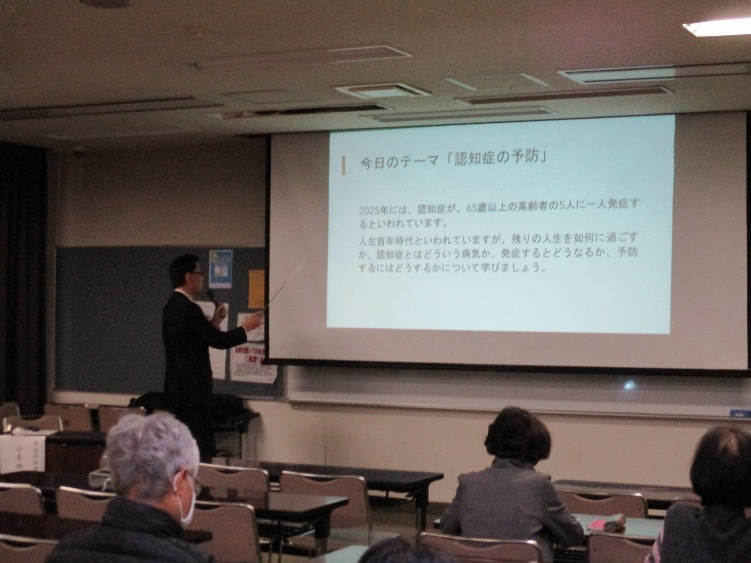 今日のテーマ「認知症の予防」
2025年には、認知症が、65歳以上の高齢者の5人に一人発症す
るといわれています。
人生百年時代といわれていますが、残りの人生を如何に過ごす
か、認知症とはどういう病気か、発症するとどうなるか、予防
するにはどうするかについて学びましょう。